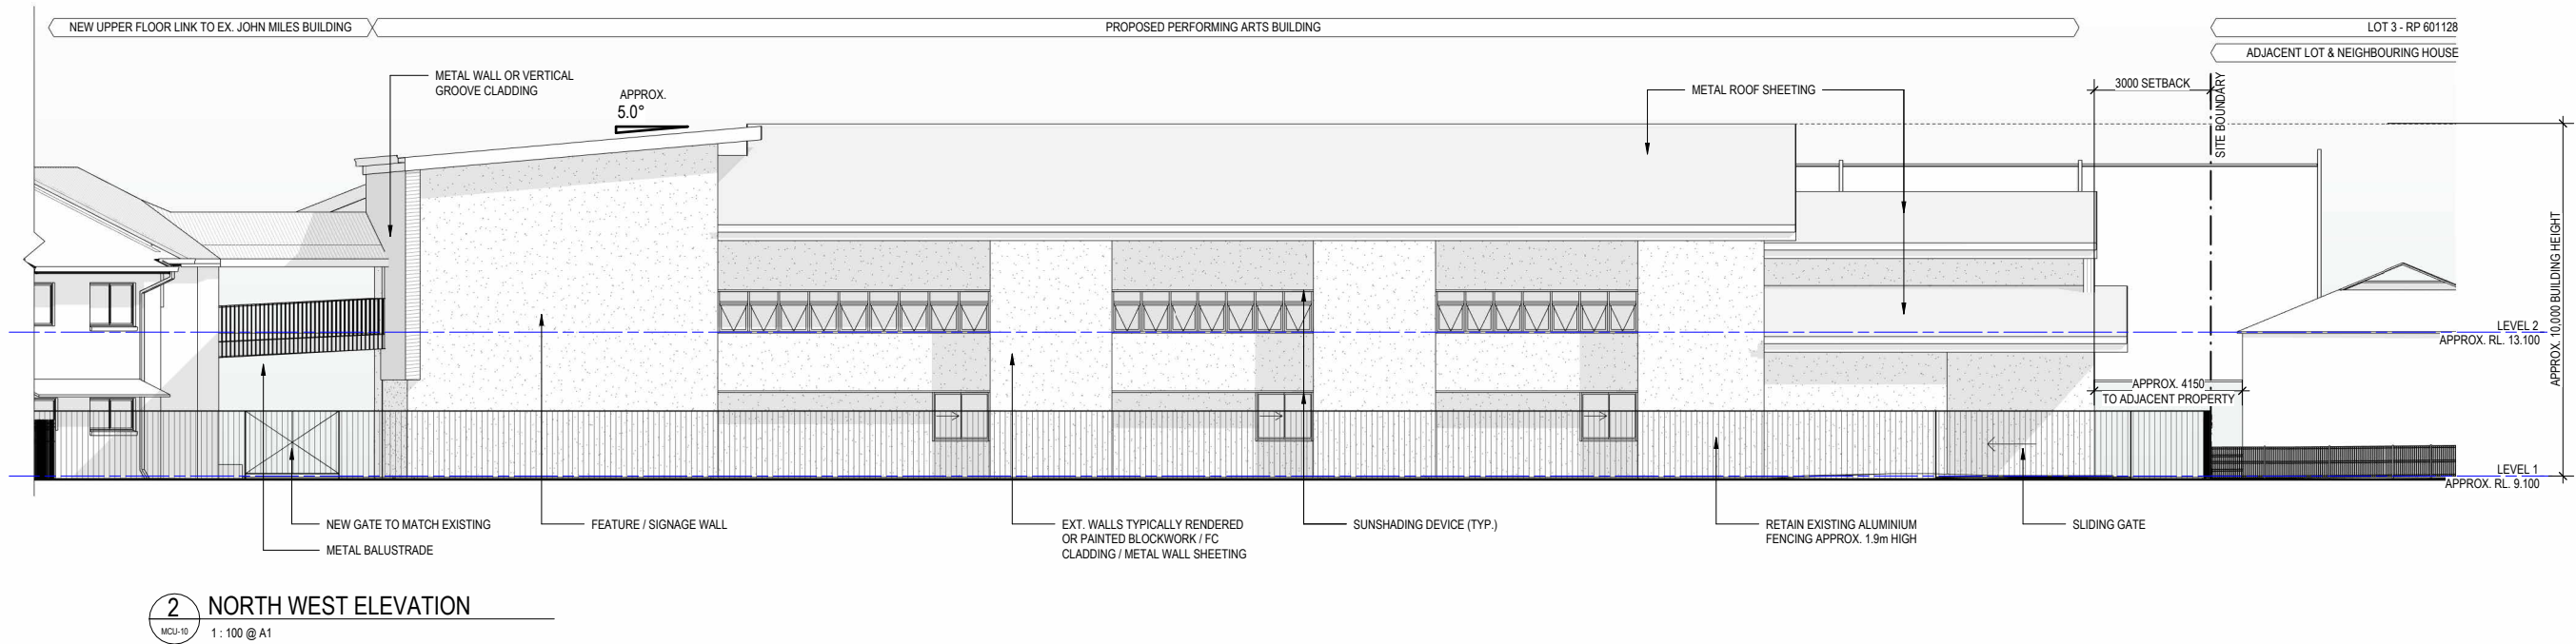 NEW UPPER FLOOR LINK TO EX. JOHN MILES BUILDING
PROPOSED PERFORMING ARTS BUILDING
LOT 3 - RP 601128
ADJACENT LOT & NEIGHBOURING HOUSE
METAL WALL OR VERTICAL
GROOVE CLADDING
APPROX.
5.0°
METAL ROOF SHEETING
3000 SETBACK
SITE BOUNDARY
APPROX. 10,000 BUILDING HEIGHT
LEVEL 2
APPROX. RL. 13.100
APPROX. 4150
TO ADJACENT PROPERTY
LEVEL 1
APPROX. RL. 9.100
NEW GATE TO MATCH EXISTING
METAL BALUSTRADE
FEATURE / SIGNAGE WALL
EXT. WALLS TYPICALLY RENDERED
OR PAINTED BLOCKWORK / FC
CLADDING / METAL WALL SHEETING
SUNSHADING DEVICE (TYP.)
RETAIN EXISTING ALUMINIUM
FENCING APPROX. 1.9m HIGH
SLIDING GATE
2
MCU-10
NORTH WEST ELEVATION
1 : 100 @ A1